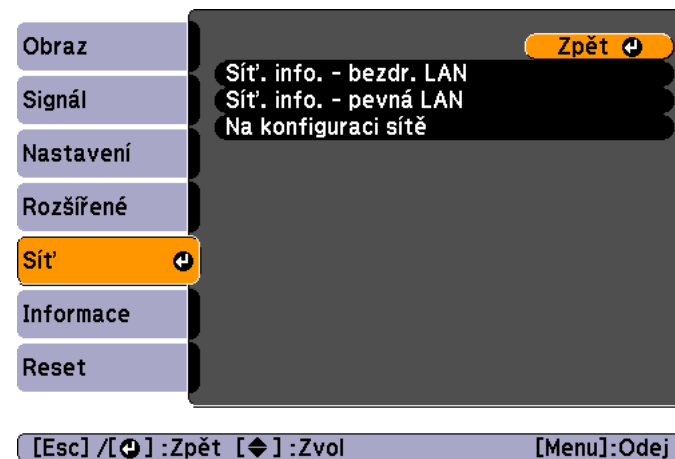 Obraz
Signál
Nastavení
Rozšířené
Síť
Informace
Reset
Zpět
Síť. info. - bezdr. LAN
Síť. info. - pevná LAN
Na konfiguraci sítě
[Esc] /[ ] :Zpět [ ] :Zvol [Menu]:Odej